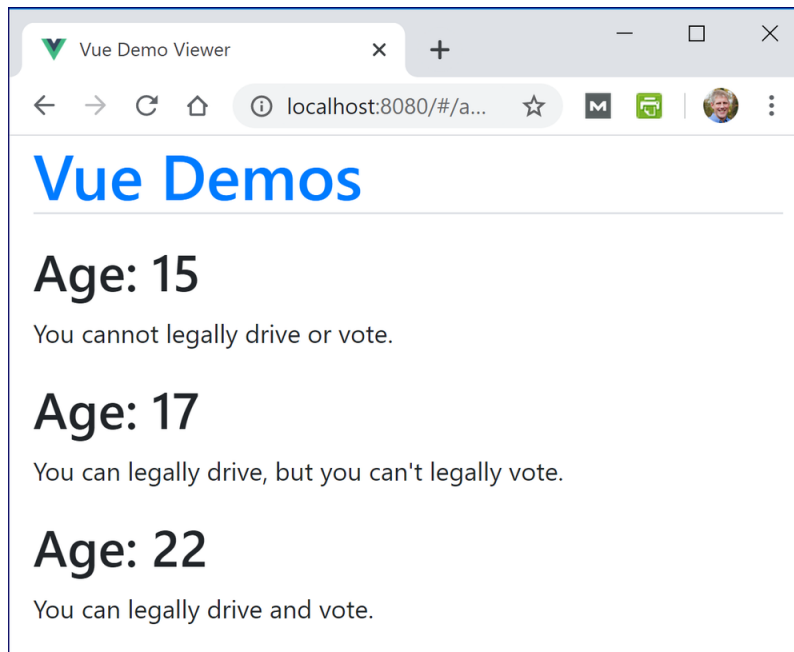 Vue Demo Viewer
localhost:8080/#/a...
Vue Demos
Age: 15
You cannot legally drive or vote.
Age: 17
You can legally drive, but you can't legally vote.
Age: 22
You can legally drive and vote.